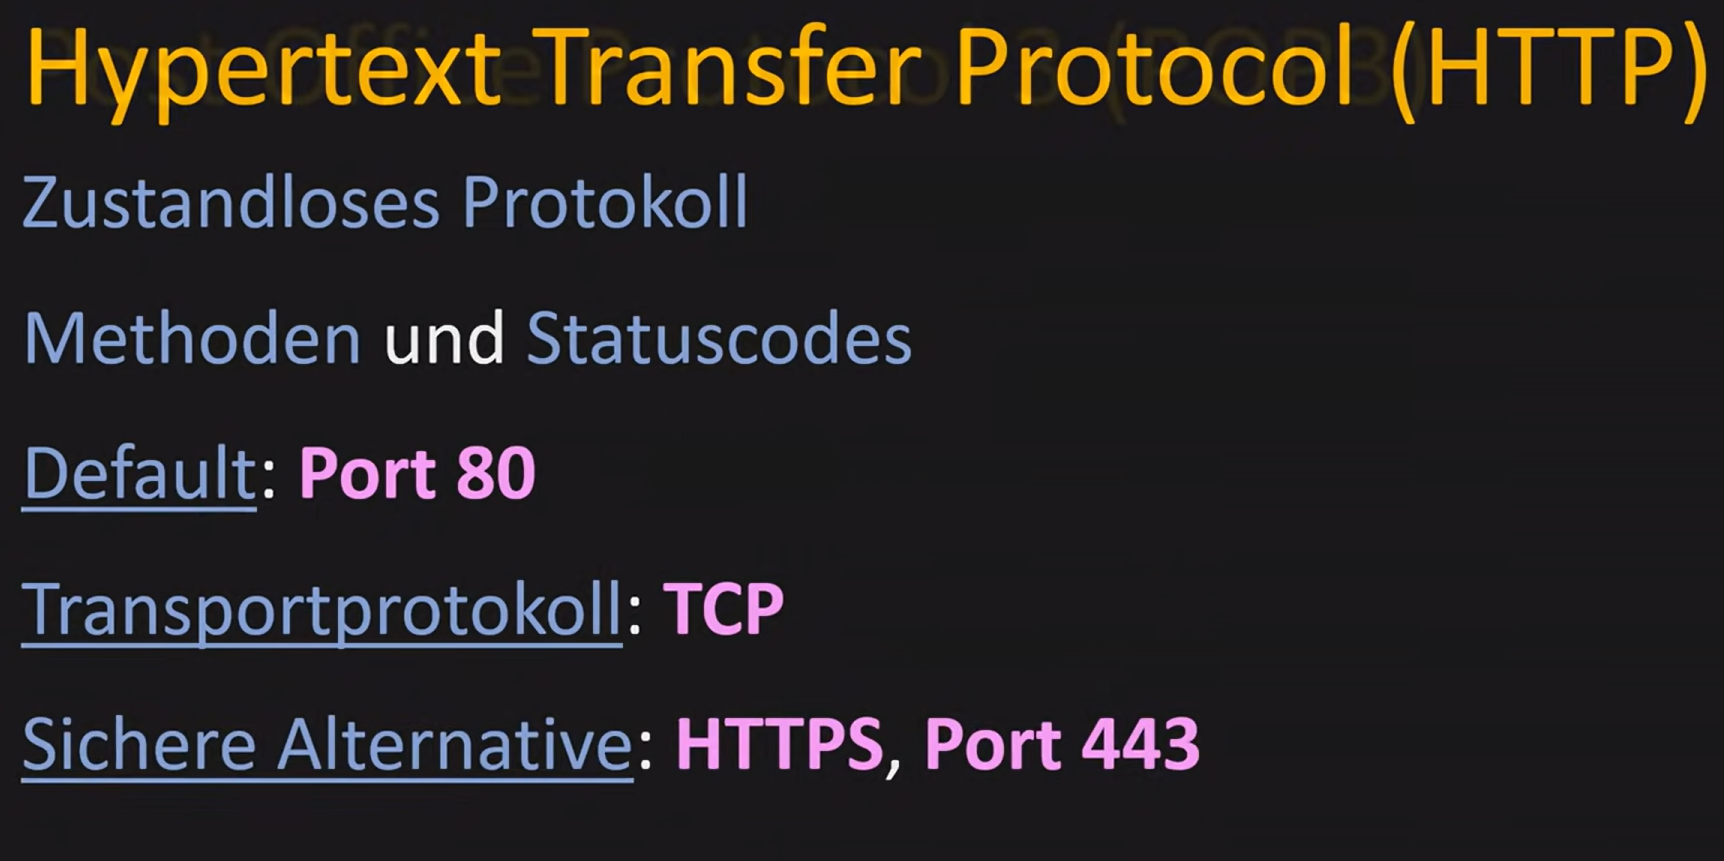 Hypertext Transfer Protocol (HTTP)
Zustandloses Protokoll
Methoden und Statuscodes
Default: Port 80
Transportprotokoll: TCP
Sichere Alternative: HTTPS, Port 443